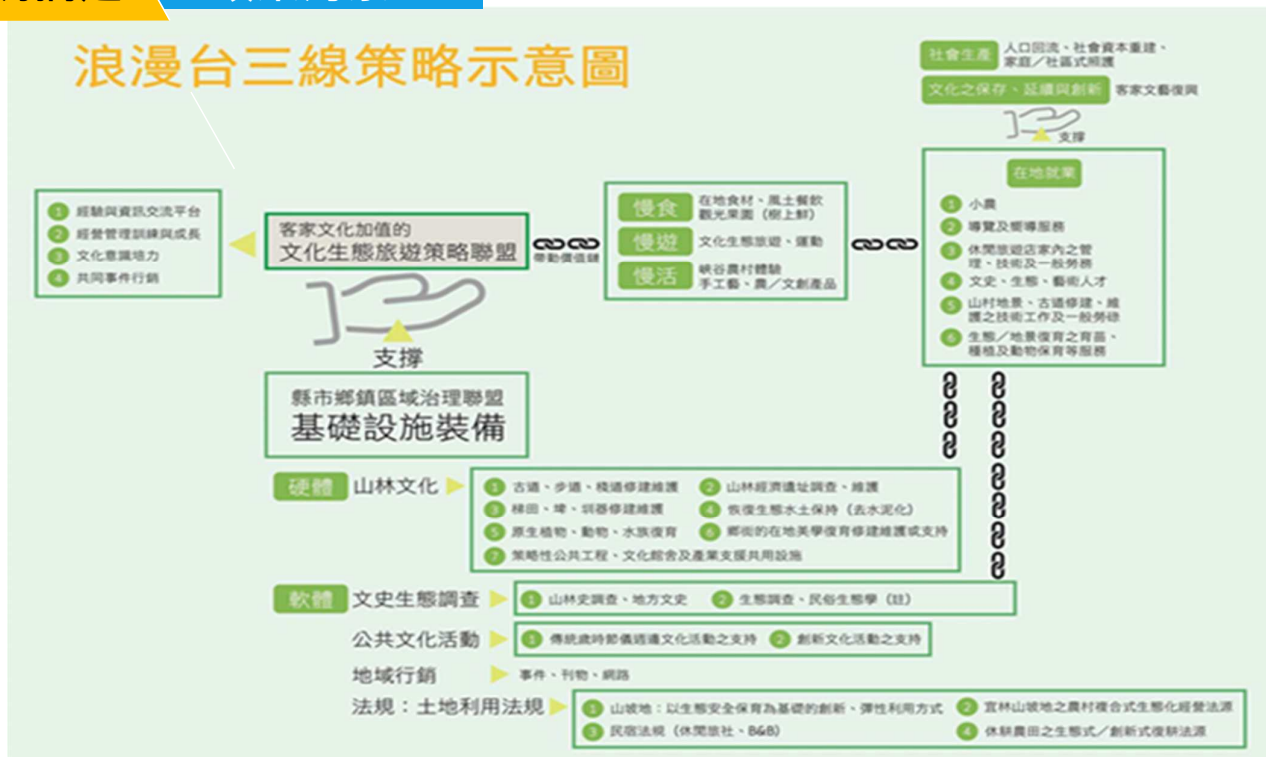 浪漫台三線策略示意圖
社會生產 人口回流、社會資本重建、
家庭／社區式照護
文化之保存、延續與創新 客家文藝復興
支撐
在地就業
1 小農
2 導覽及嚮導服務
3 休閒旅遊店家內之管
理、技術及一般勞務
4 文史、生態、藝術人才
5 山村地景、古道修建、維
護之技術工作及一般勞碌
6 生態／地景復育之育苗、
種植及動物保育等服務
1 經驗與資訊交流平台
2 經營管理訓練與成長
3 文化意識培力
4 共同事件行銷
客家文化加值的
文化生態旅遊策略聯盟
帶動價值鏈
慢食 在地食材、風土餐飲
觀光果園（樹上鮮）
慢遊 文化生態旅遊、運動
慢活 峽谷農村體驗
手工藝、農／文創產品
支撐
縣市鄉鎮區域治理聯盟
基礎設施裝備
硬體 山林文化
1 古道、步道、棧道修建維護 2 山林經濟遺址調查、維護
3 梯田、埤、圳器修建維護 4 恢復生態水土保持（去水泥化）
5 原生植物、動物、水族復育 6 鄉街的在地美學復育修建維護或支持
7 策略性公共工程、文化館舍及產業支援共用設施
軟體 文史生態調查 1 山林史調查、地方文史 2 生態調查、民俗生態學（註）
公共文化活動 1 傳統歲時節儀週邊文化活動之支持 2 創新文化活動之支持
地域行銷 事件、刊物、網路
法規：土地利用法規 1 山坡地：以生態安全保育為基礎的創新、彈性利用方式 2 宜林山坡地之農村複合式生態化經營法源
3 民宿法規（休閒旅社、B&B） 4 休耕農田之生態式／創新式復耕法源